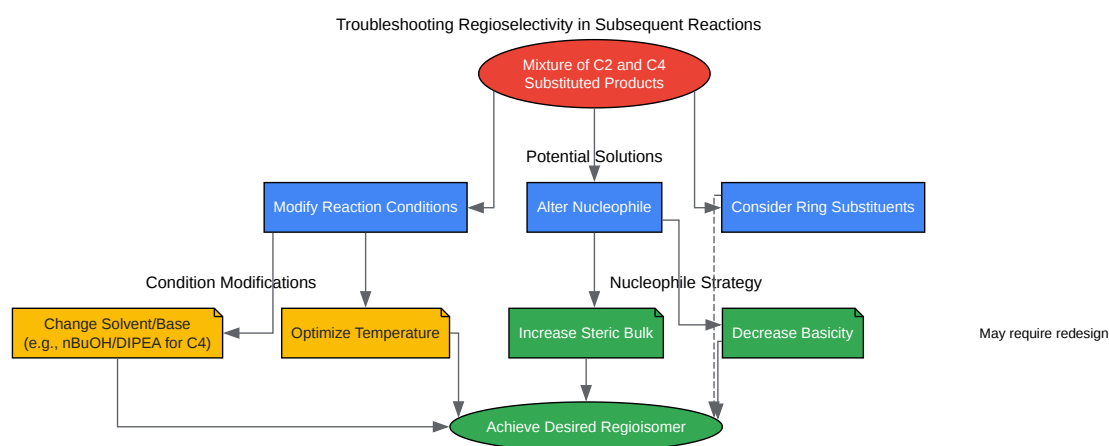 Troubleshooting Regioselectivity in Subsequent Reactions
Mixture of C2 and C4
Substituted Products
Potential Solutions
Modify Reaction Conditions
Alter Nucleophile
Consider Ring Substituents
Condition Modifications
Nucleophile Strategy
Change Solvent/Base
(e.g., nBuOH/DIPEA for C4)
Optimize Temperature
Increase Steric Bulk
Decrease Basicity
May require redesign
Achieve Desired Regioisomer